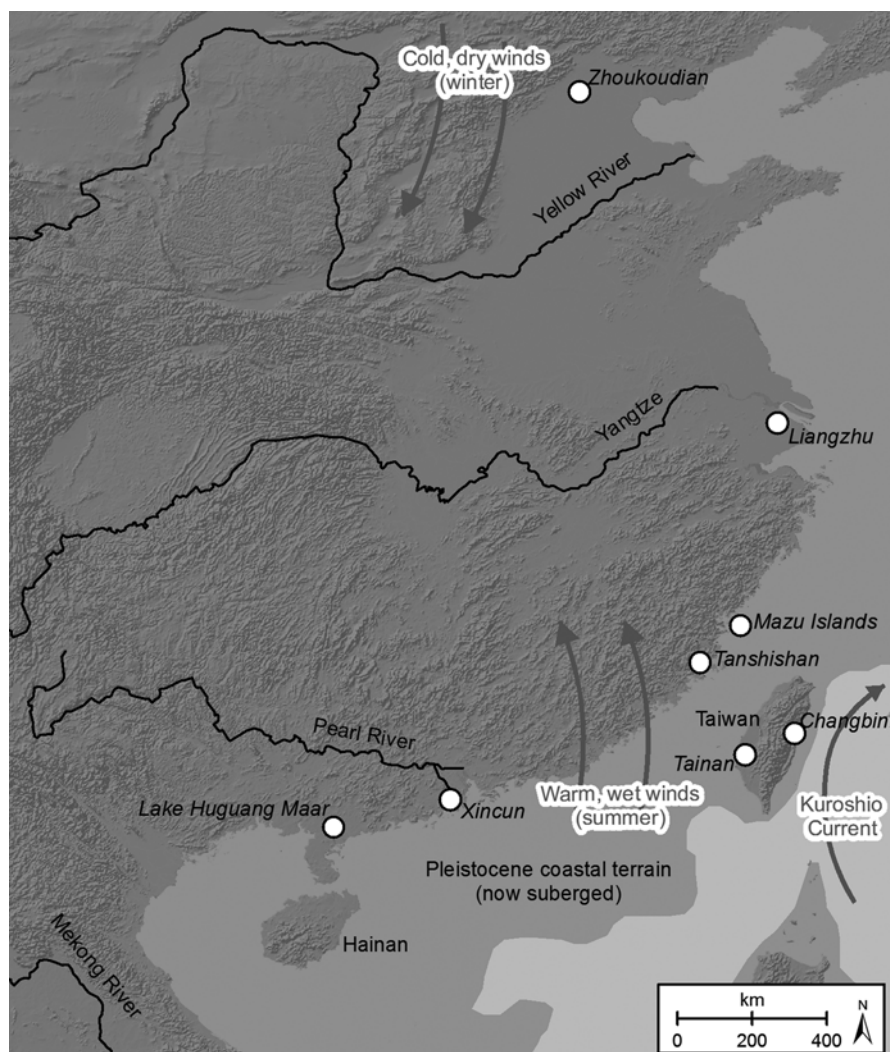 Cold, dry winds
(winter)
Zhoukoudian
Yellow River
Yangtze
Liangzhu
Mazu Islands
Tanshishan
Taiwan
Changbin
Tainan
Pearl River
Lake Huguang Maar
Xincun
Warm, wet winds
(summer)
Kuroshio
Current
Pleistocene coastal terrain
(now suberged)
Hainan
Mekong River
km
N
0 200 400